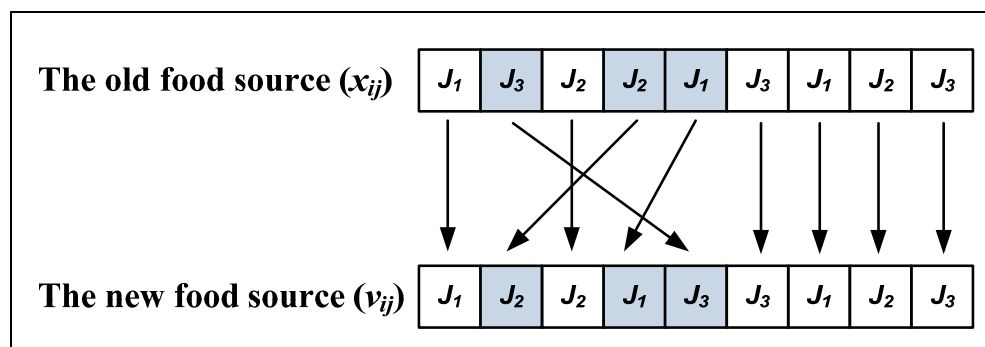 The old food source (xij) J1 J3 J2 J2 J1 J3 J1 J2 J3
The new food source (vij) J1 J2 J2 J1 J3 J3 J1 J2 J3